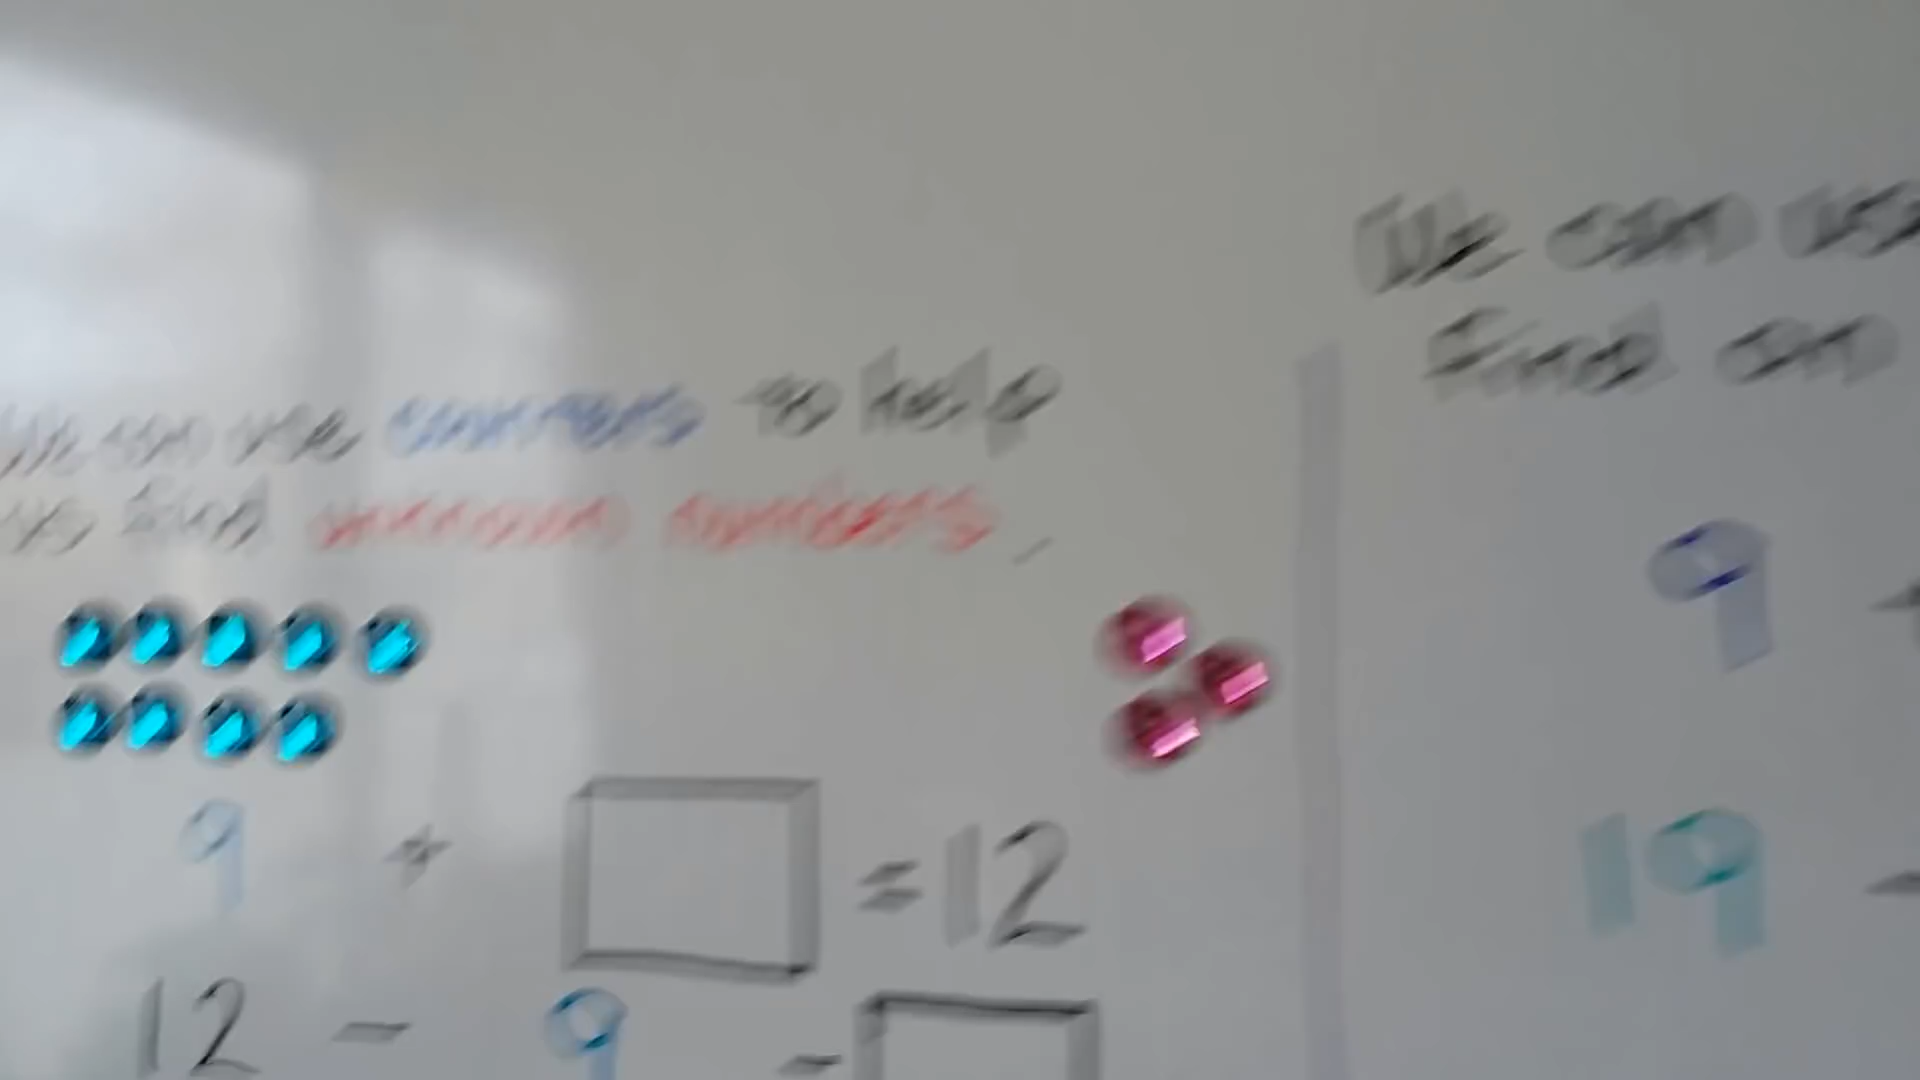 We can use counters to help
us find unknown numbers.
9 + = 12
12 - 9 =
We can us
find an
9
19 -